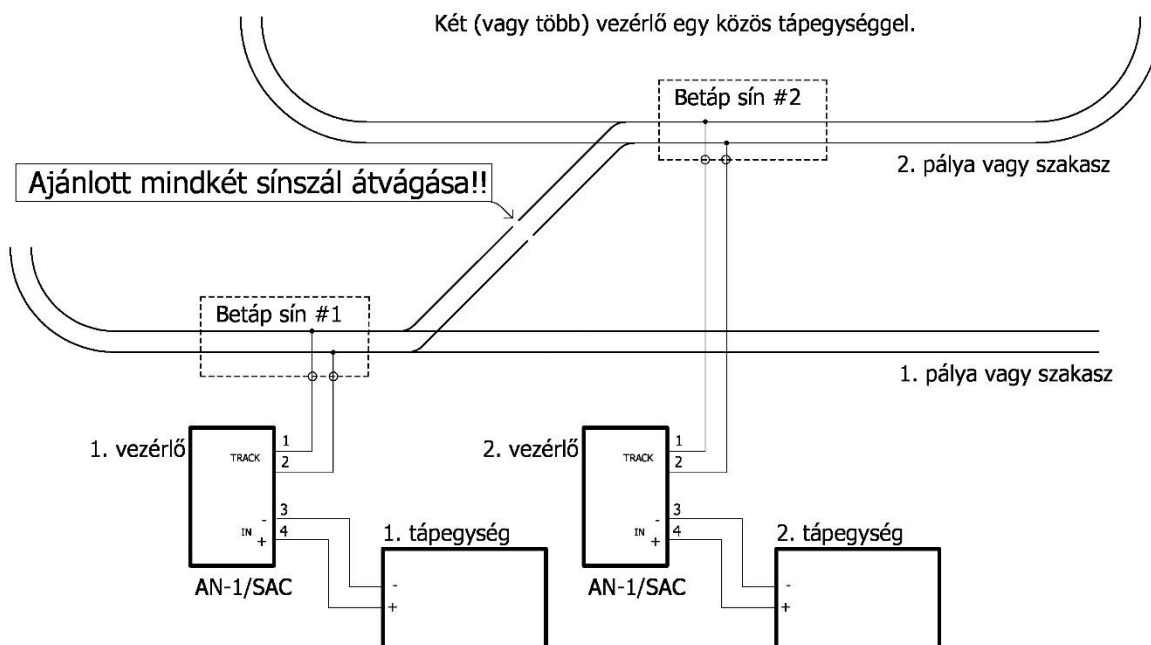 Két (vagy több) vezérlő egy közös tápegységgel.
Betáp sín #2
2. pálya vagy szakasz
Ajánlott mindkét sínszál átvágása!!
Betáp sín #1
1. pálya vagy szakasz
1. vezérlő
TRACK
1
2
IN
-
+
3
4
AN-1/SAC
1. tápegység
-
+
2. vezérlő
TRACK
1
2
IN
-
+
3
4
AN-1/SAC
2. tápegység
-
+